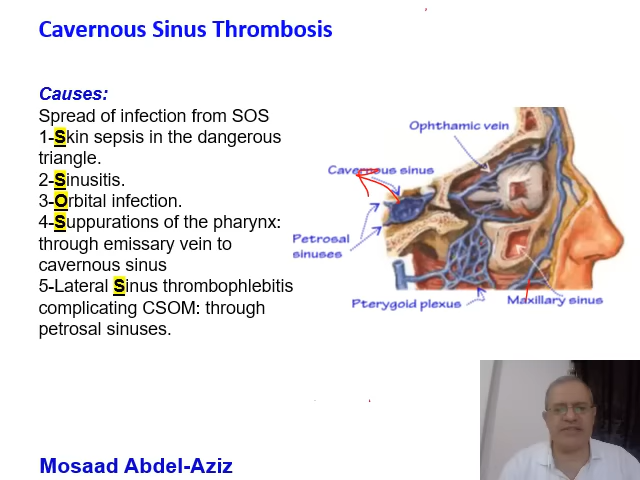 Cavernous Sinus Thrombosis
Causes:
Spread of infection from SOS
1-Skin sepsis in the dangerous
triangle.
2-Sinusitis.
3-Orbital infection.
4-Suppurations of the pharynx:
through emissary vein to
cavernous sinus
5-Lateral Sinus thrombophlebitis
complicating CSOM: through
petrosal sinuses.
Ophthamic vein
Cavernous sinus
Petrosal
sinuses
Pterygoid plexus
Maxillary sinus
Mosaad Abdel-Aziz